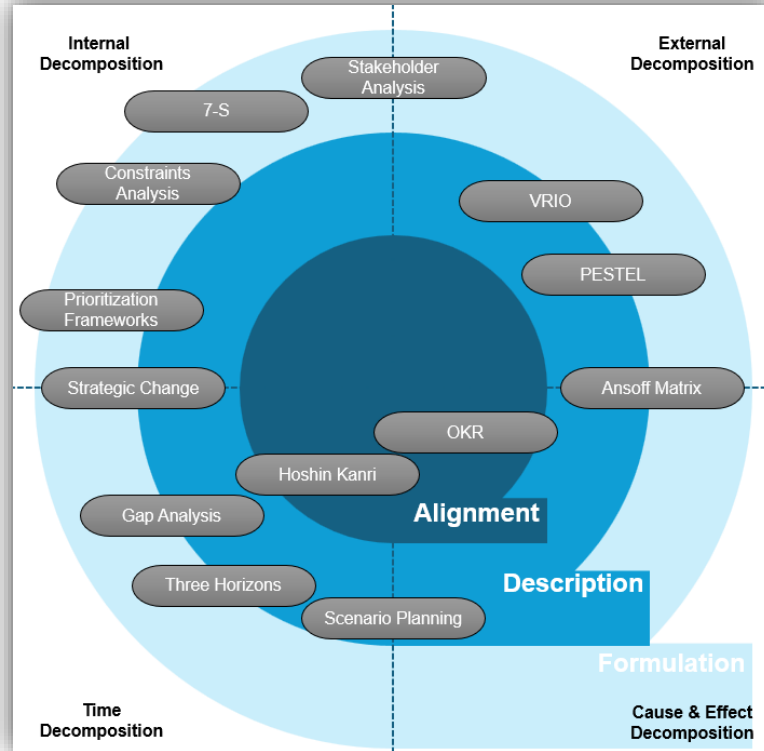 Internal
Decomposition
External
Decomposition
Stakeholder
Analysis
7-S
Constraints
Analysis
VRIO
PESTEL
Prioritization
Frameworks
Strategic Change
Ansoff Matrix
OKR
Hoshin Kanri
Alignment
Gap Analysis
Three Horizons
Description
Scenario Planning
Formulation
Time
Decomposition
Cause & Effect
Decomposition